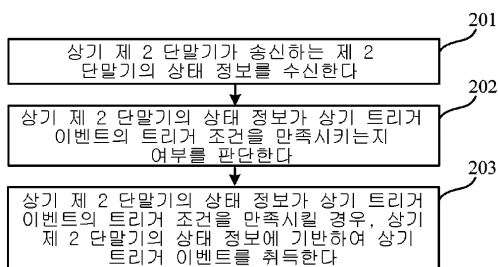 201
상기 제 2 단말기가 송신하는 제 2
단말기의 상태 정보를 수신한다
202
상기 제 2 단말기의 상태 정보가 상기 트리거
이벤트의 트리거 조건을 만족시키는지
여부를 판단한다
203
상기 제 2 단말기의 상태 정보가 상기 트리거
이벤트의 트리거 조건을 만족시킬 경우, 상기
제 2 단말기의 상태 정보에 기반하여 상기
트리거 이벤트를 취득한다